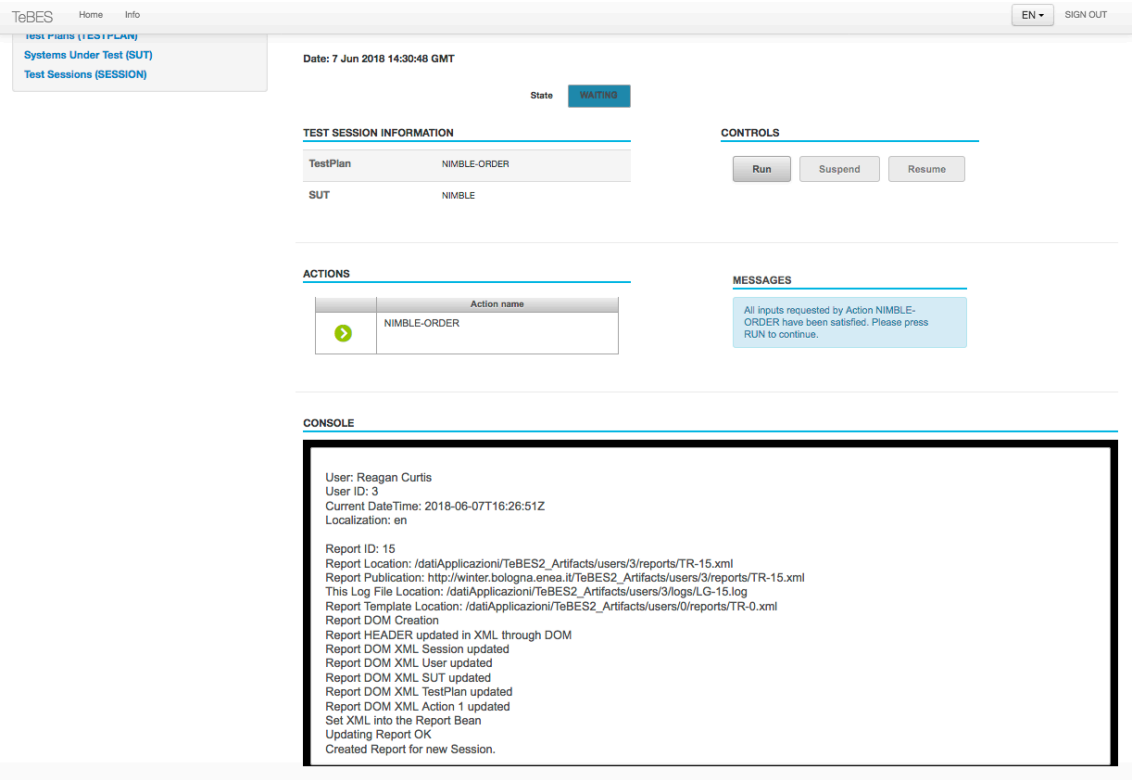 TeBES Home Info EN SIGN OUT
Test Plans (TESTPLAN)
Systems Under Test (SUT)
Test Sessions (SESSION)
Date: 7 Jun 2018 14:30:48 GMT
State WAITING
TEST SESSION INFORMATION
TestPlan NIMBLE-ORDER
SUT NIMBLE
CONTROLS
Run Suspend Resume
ACTIONS
Action name
NIMBLE-ORDER
MESSAGES
All inputs requested by Action NIMBLE-
ORDER have been satisfied. Please press
RUN to continue.
CONSOLE
User: Reagan Curtis
User ID: 3
Current DateTime: 2018-06-07T16:26:51Z
Localization: en
Report ID: 15
Report Location: /datiApplicazioni/TeBES2_Artifacts/users/3/reports/TR-15.xml
Report Publication: http://winter.bologna.enea.it/TeBES2_Artifacts/users/3/reports/TR-15.xml
This Log File Location: /datiApplicazioni/TeBES2_Artifacts/users/3/logs/LG-15.log
Report Template Location: /datiApplicazioni/TeBES2_Artifacts/users/0/reports/TR-0.xml
Report DOM Creation
Report HEADER updated in XML through DOM
Report DOM XML Session updated
Report DOM XML User updated
Report DOM XML SUT updated
Report DOM XML TestPlan updated
Report DOM XML Action 1 updated
Set XML into the Report Bean
Updating Report OK
Created Report for new Session.